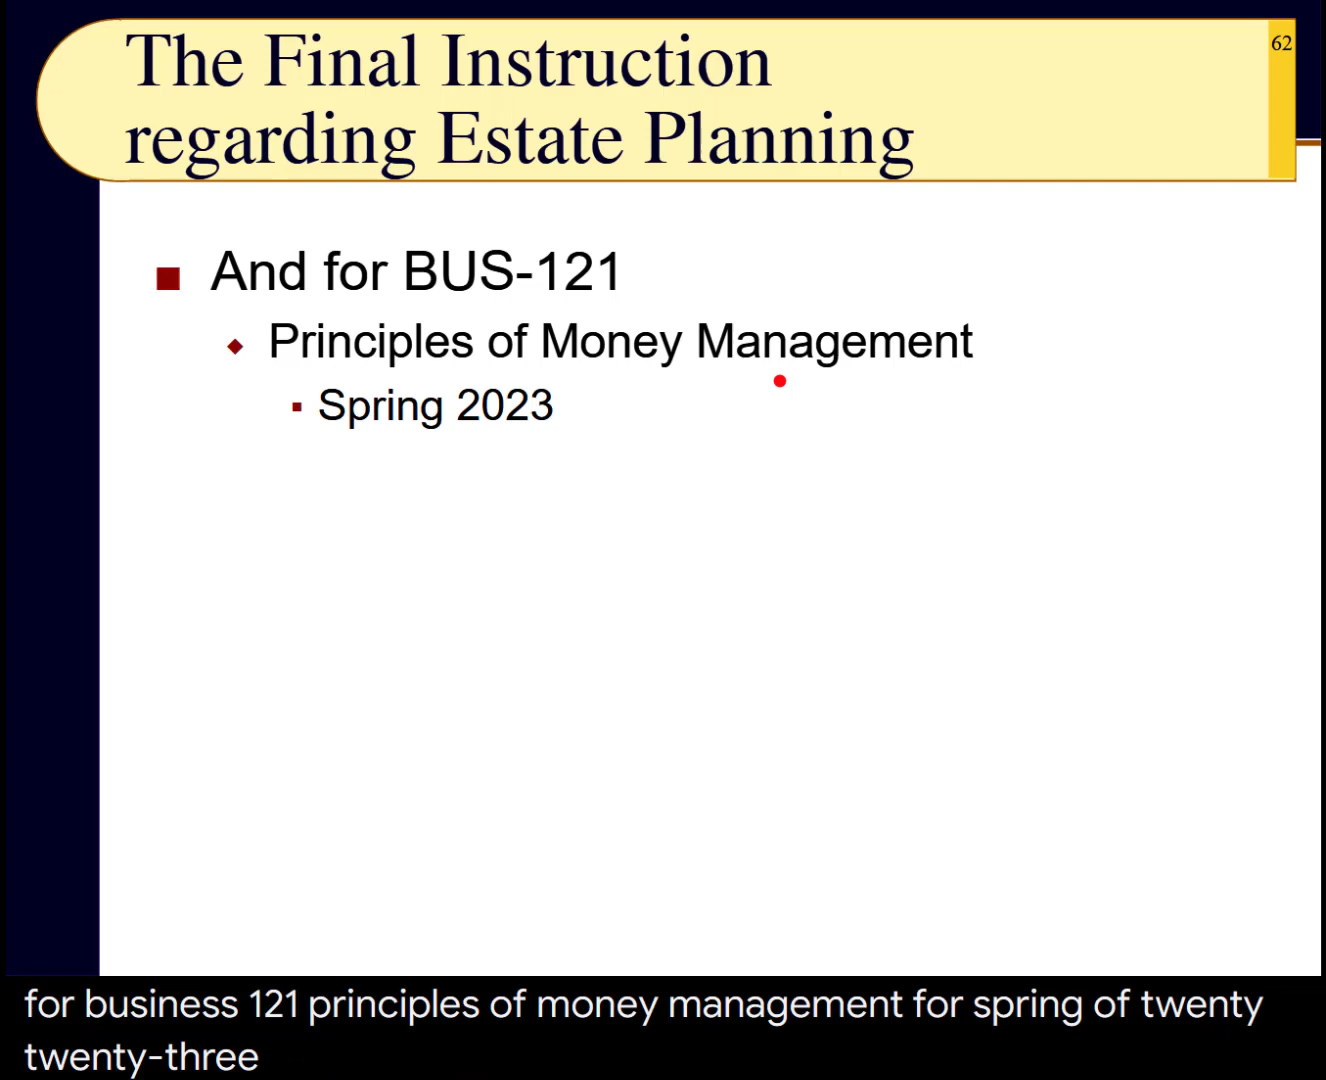 The Final Instruction
regarding Estate Planning
62
And for BUS-121
Principles of Money Management
Spring 2023
for business 121 principles of money management for spring of twenty
twenty-three